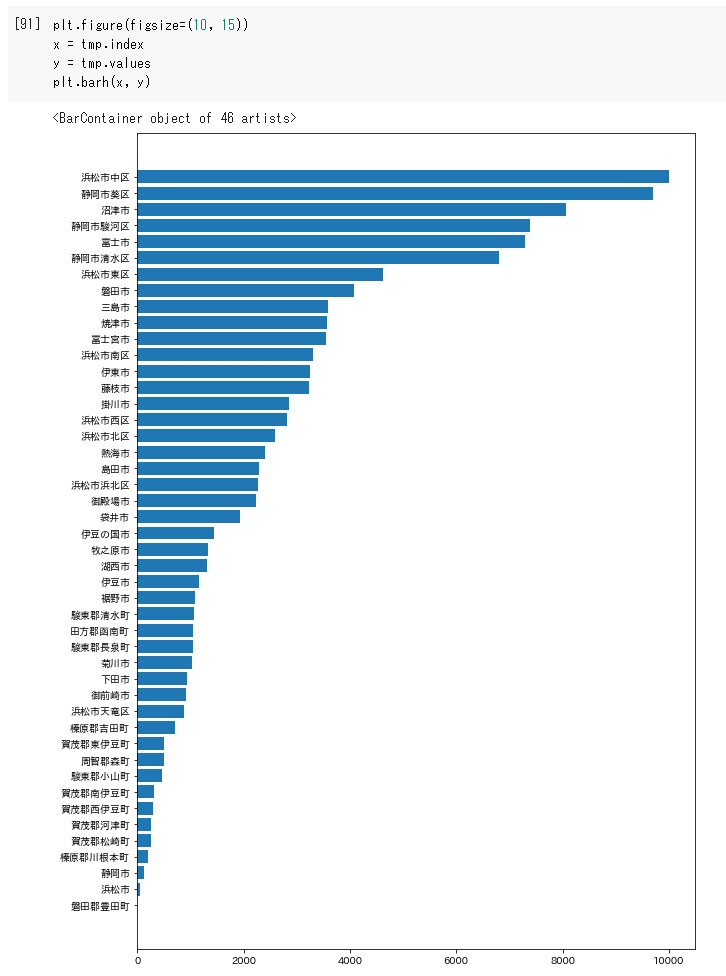 [91] plt.figure(figsize=(10, 15))
x = tmp.index
y = tmp.values
plt.barh(x, y)
<BarContainer object of 46 artists>
浜松市中区
静岡市葵区
沼津市
静岡市駿河区
富士市
静岡市清水区
浜松市東区
磐田市
三島市
焼津市
富士宮市
浜松市南区
伊東市
藤枝市
掛川市
浜松市西区
浜松市北区
熱海市
島田市
浜松市浜北区
御殿場市
袋井市
伊豆の国市
牧之原市
湖西市
伊豆市
裾野市
駿東郡清水町
田方郡函南町
駿東郡長泉町
菊川市
下田市
御前崎市
浜松市天竜区
榛原郡吉田町
賀茂郡東伊豆町
周智郡森町
駿東郡小山町
賀茂郡南伊豆町
賀茂郡西伊豆町
賀茂郡河津町
賀茂郡松崎町
榛原郡川根本町
静岡市
浜松市
磐田郡豊田町
0 2000 4000 6000 8000 10000